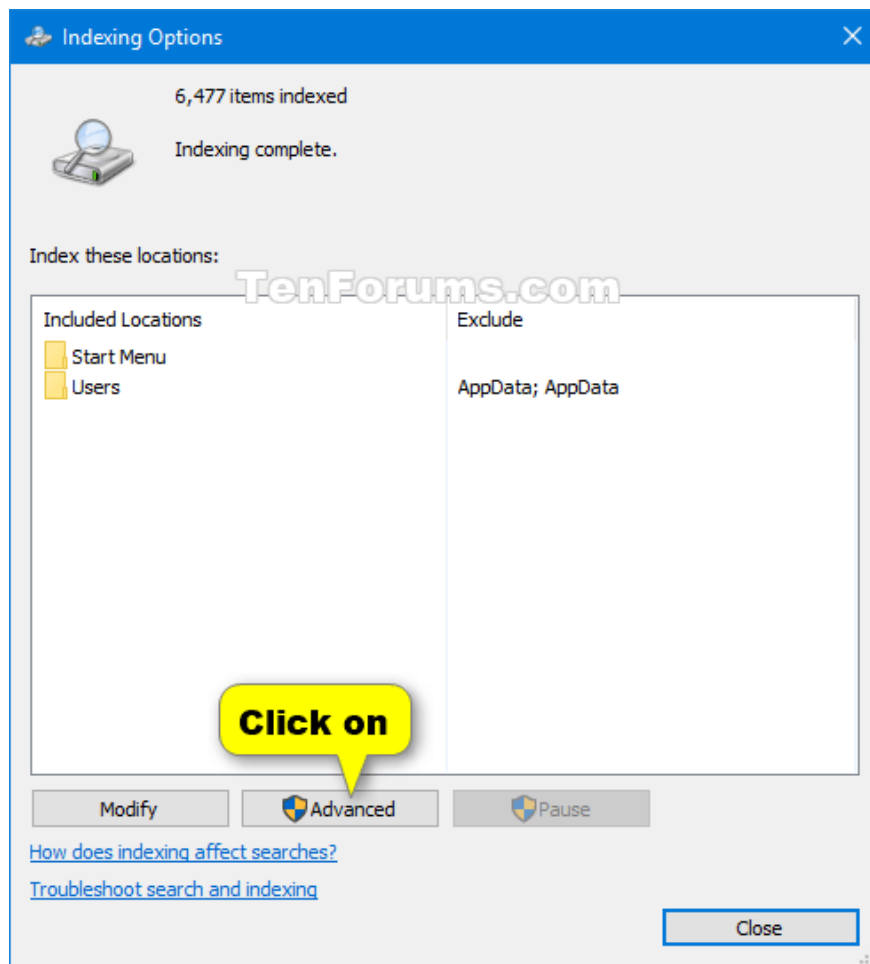 Indexing Options
6,477 items indexed
Indexing complete.
Index these locations:
TenForums.com
Included Locations Exclude
Start Menu
Users AppData; AppData
Click on
Modify Advanced Pause
How does indexing affect searches?
Troubleshoot search and indexing
Close